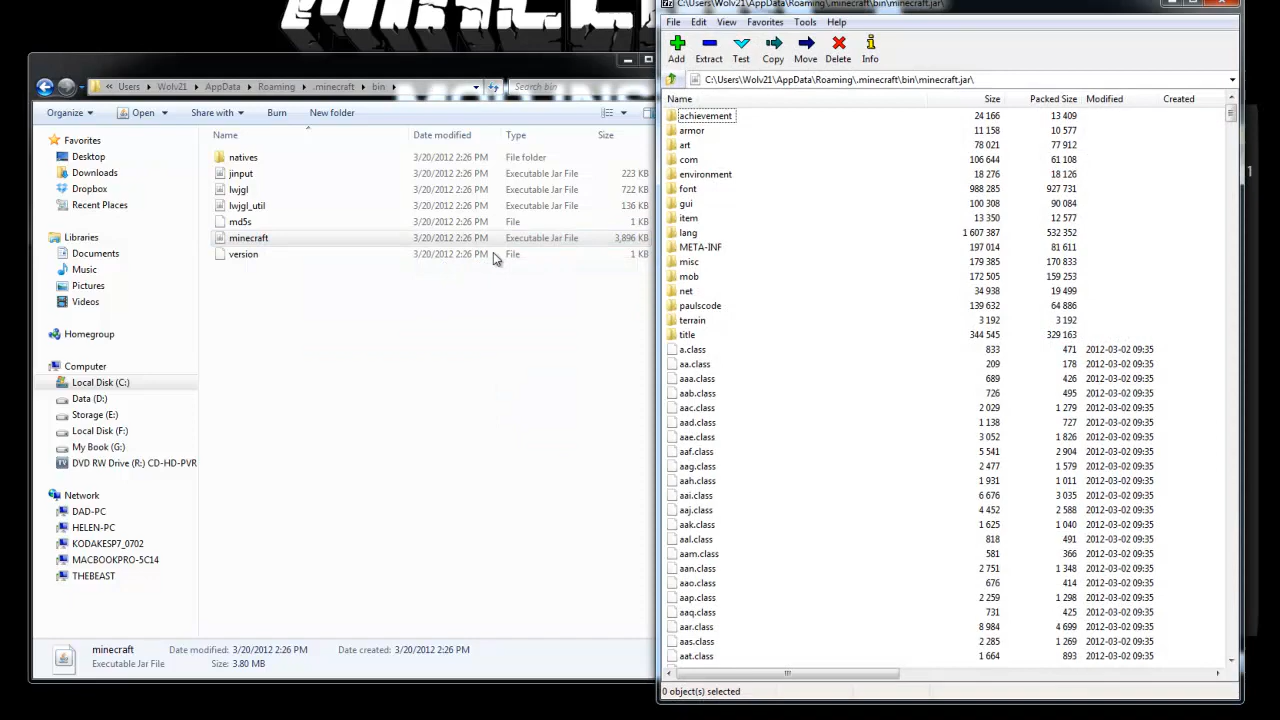 Users Wolv21 AppData Roaming .minecraft bin
Search bin
Organize
Open
Share with
Burn
New folder
Name Date modified Type Size
Favorites
Desktop
Downloads
Dropbox
Recent Places
Libraries
Documents
Music
Pictures
Videos
Homegroup
Computer
Local Disk (C:)
Data (D:)
Storage (E:)
Local Disk (F:)
My Book (G:)
DVD RW Drive (R:) CD-HD-PVR
Network
DAD-PC
HELEN-PC
KODAKESP7_0702
MACBOOKPRO-5C14
THEBEAST
natives 3/20/2012 2:26 PM File folder
jinput 3/20/2012 2:26 PM Executable Jar File 223 KB
lwjgl 3/20/2012 2:26 PM Executable Jar File 722 KB
lwjgl_util 3/20/2012 2:26 PM Executable Jar File 136 KB
md5s 3/20/2012 2:26 PM File 1 KB
minecraft 3/20/2012 2:26 PM Executable Jar File 3,896 KB
version 3/20/2012 2:26 PM File 1 KB
minecraft Date modified: 3/20/2012 2:26 PM Date created: 3/20/2012 2:26 PM
Executable Jar File Size: 3.80 MB
C:\Users\Wolv21\AppData\Roaming\.minecraft\bin\minecraft.jar\
File Edit View Favorites Tools Help
Add Extract Test Copy Move Delete Info
C:\Users\Wolv21\AppData\Roaming\.minecraft\bin\minecraft.jar\
Name Size Packed Size Modified Created
achievement 24 166 13 409
armor 11 158 10 577
art 78 021 77 912
com 106 644 61 108
environment 18 276 18 126
font 988 285 927 731
gui 100 308 90 084
item 13 350 12 577
lang 1 607 387 532 352
META-INF 197 014 81 611
misc 179 385 170 833
mob 172 505 159 253
net 34 938 19 499
paulscode 139 632 64 886
terrain 3 192 3 192
title 344 545 329 163
a.class 833 471 2012-03-02 09:35
aa.class 209 178 2012-03-02 09:35
aaa.class 689 426 2012-03-02 09:35
aab.class 726 495 2012-03-02 09:35
aac.class 2 029 1 279 2012-03-02 09:35
aad.class 1 138 727 2012-03-02 09:35
aae.class 3 052 1 826 2012-03-02 09:35
aaf.class 5 541 2 904 2012-03-02 09:35
aag.class 2 477 1 579 2012-03-02 09:35
aah.class 1 931 1 011 2012-03-02 09:35
aai.class 6 676 3 035 2012-03-02 09:35
aaj.class 4 452 2 588 2012-03-02 09:35
aak.class 1 625 1 040 2012-03-02 09:35
aal.class 818 491 2012-03-02 09:35
aam.class 581 366 2012-03-02 09:35
aan.class 2 751 1 348 2012-03-02 09:35
aao.class 676 414 2012-03-02 09:35
aap.class 2 259 1 298 2012-03-02 09:35
aaq.class 731 425 2012-03-02 09:35
aar.class 8 984 4 699 2012-03-02 09:35
aas.class 2 285 1 269 2012-03-02 09:35
aat.class 1 664 893 2012-03-02 09:35
0 object(s) selected